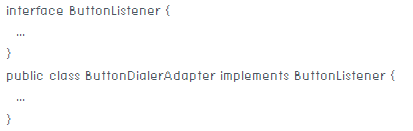 interface ButtonListener {
...
}
public class ButtonDialerAdapter implements ButtonListener {
...
}